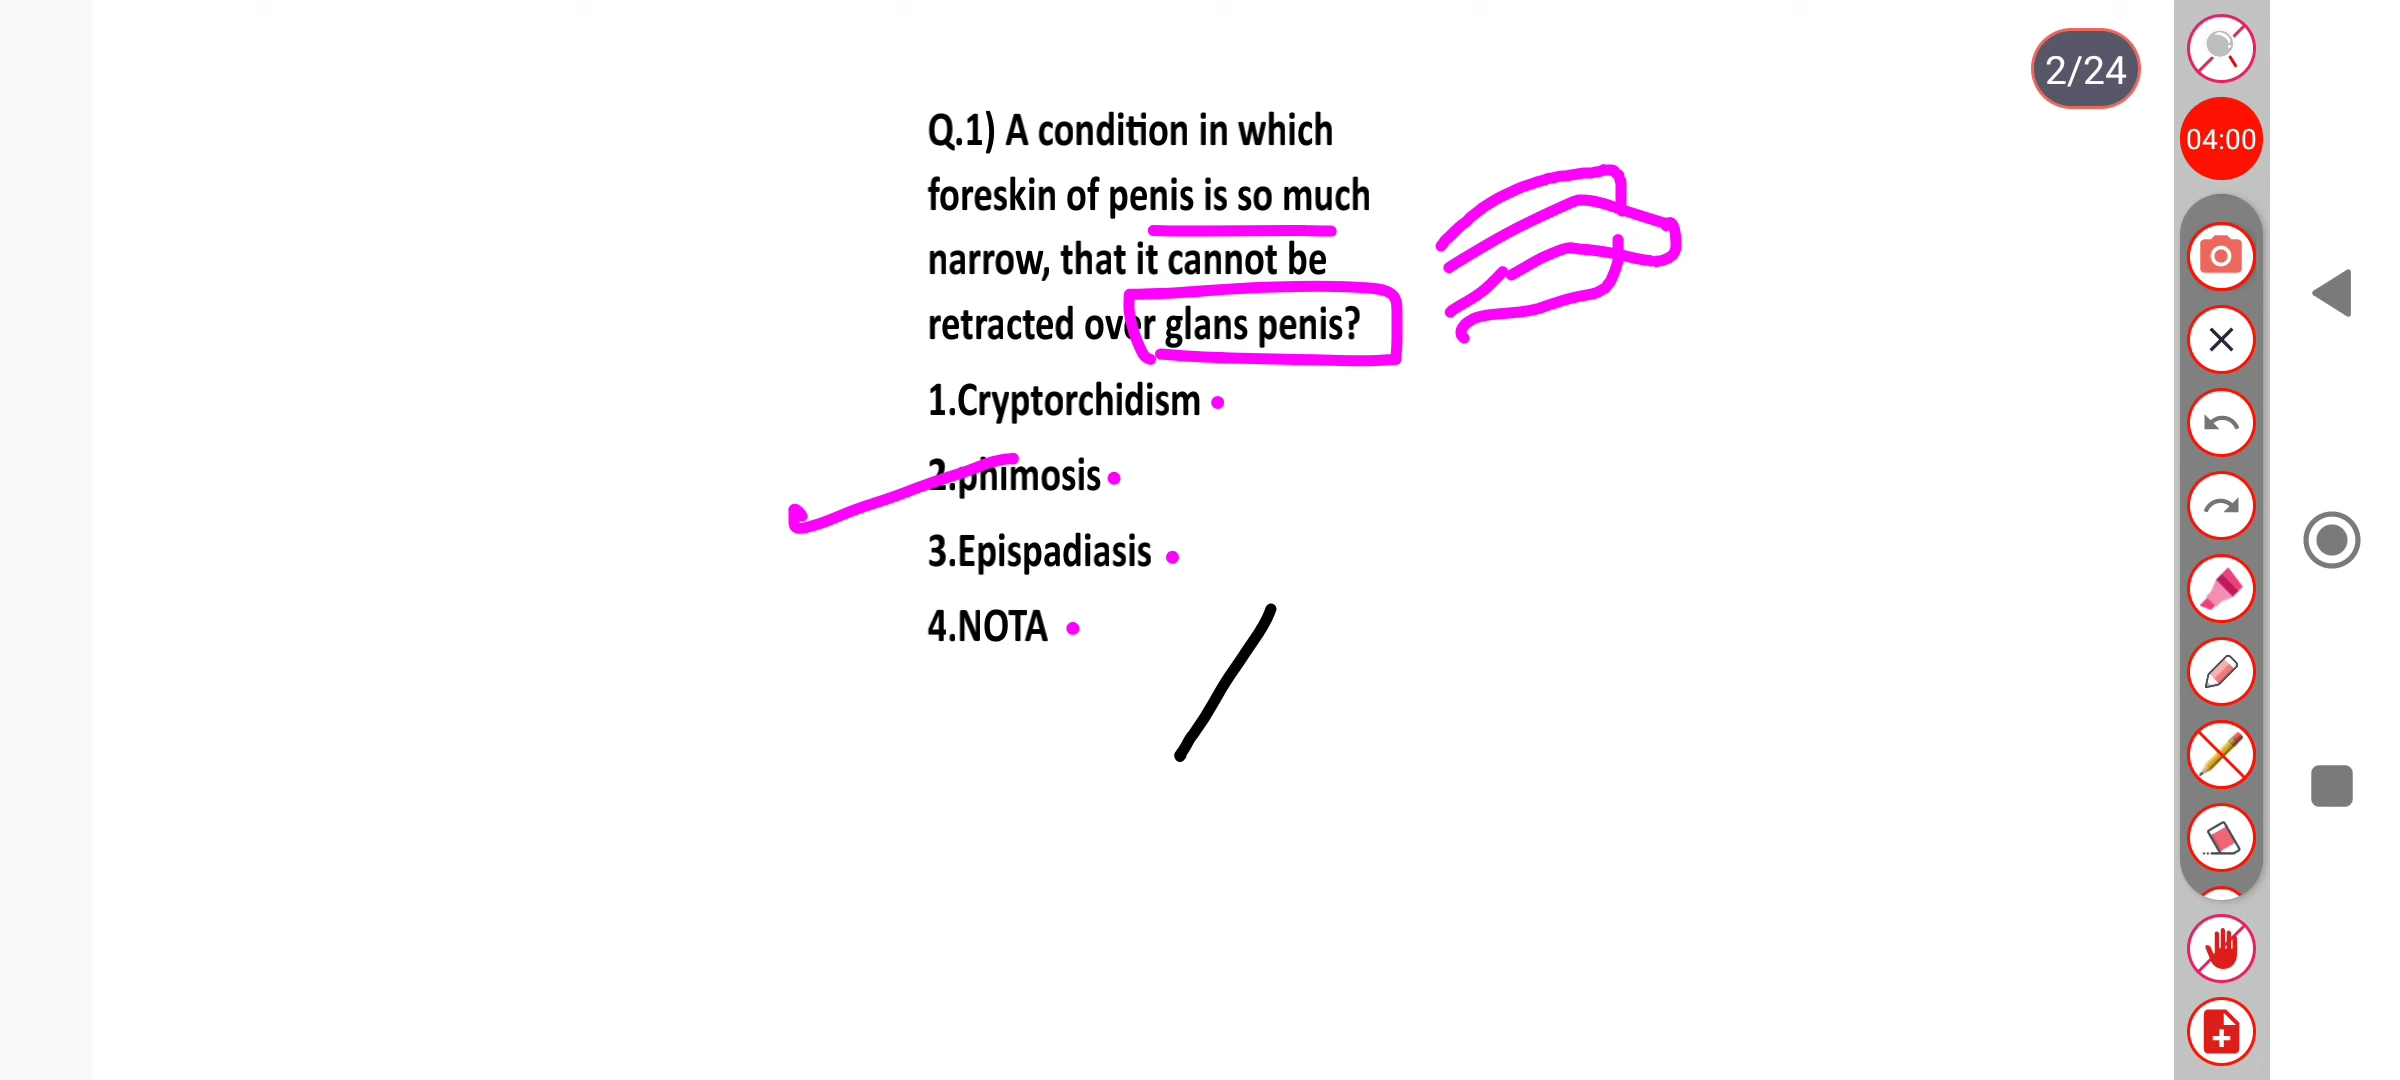 2/24
04:00
Q.1) A condition in which
foreskin of penis is so much
narrow, that it cannot be
retracted over glans penis?
1.Cryptorchidism
2.phimosis
3.Epispadiasis
4.NOTA